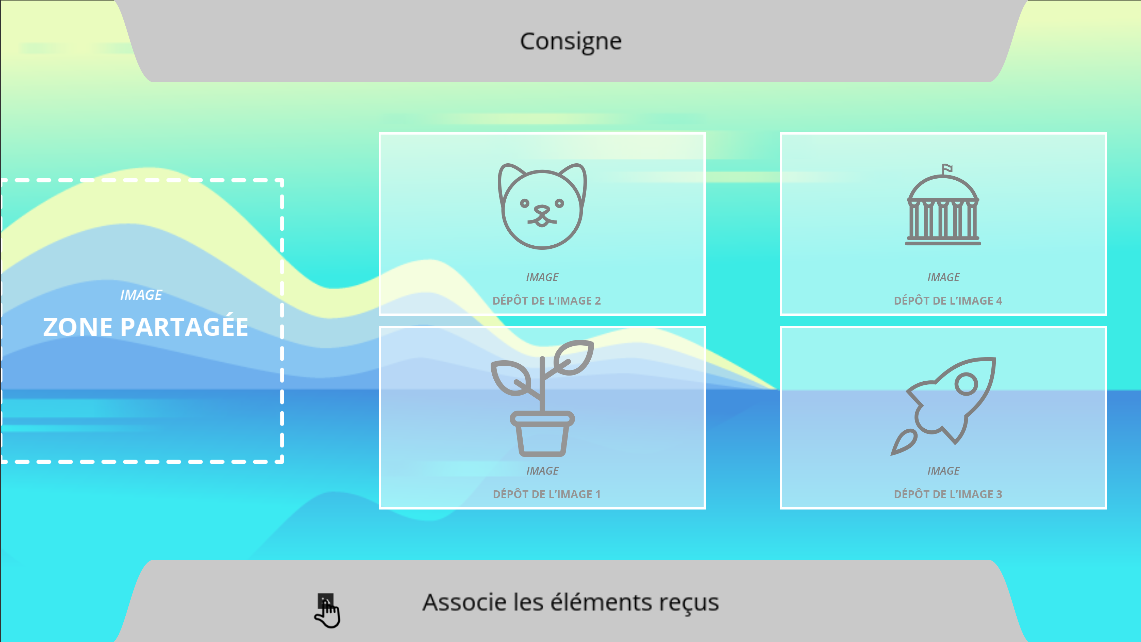 Consigne
IMAGE
ZONE PARTAGÉE
IMAGE
DÉPÔT DE L'IMAGE 2
IMAGE
DÉPÔT DE L'IMAGE 4
IMAGE
DÉPÔT DE L'IMAGE 1
IMAGE
DÉPÔT DE L'IMAGE 3
Associe les éléments reçus